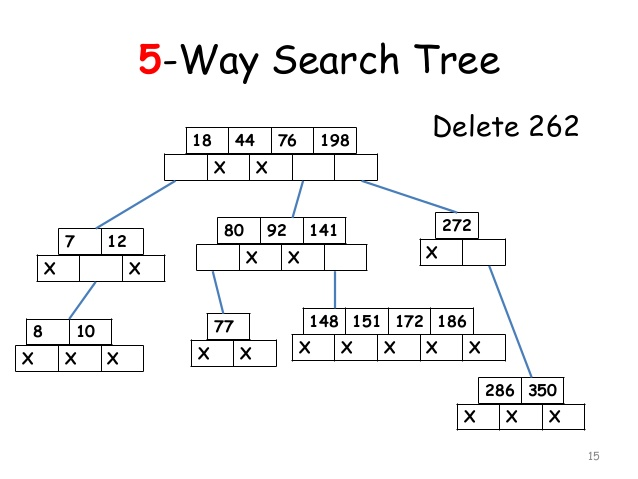 5-Way Search Tree
Delete 262
18 44 76 198
X X
7 12
X X
80 92 141
X X
272
X
8 10
X X X
77
X X
148 151 172 186
X X X X X
286 350
X X X
15